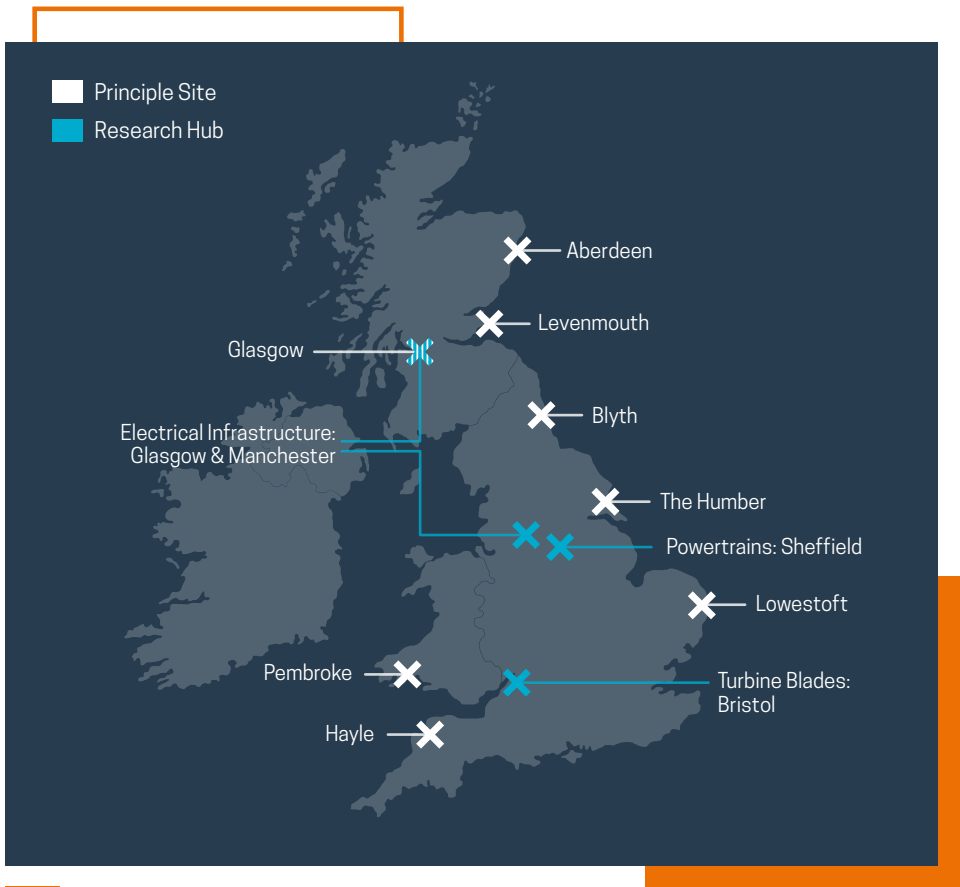 Principle Site
Research Hub
Aberdeen
Levenmouth
Glasgow
Blyth
Electrical Infrastructure:
Glasgow & Manchester
The Humber
Powertrains: Sheffield
Lowestoft
Pembroke
Turbine Blades:
Bristol
Hayle